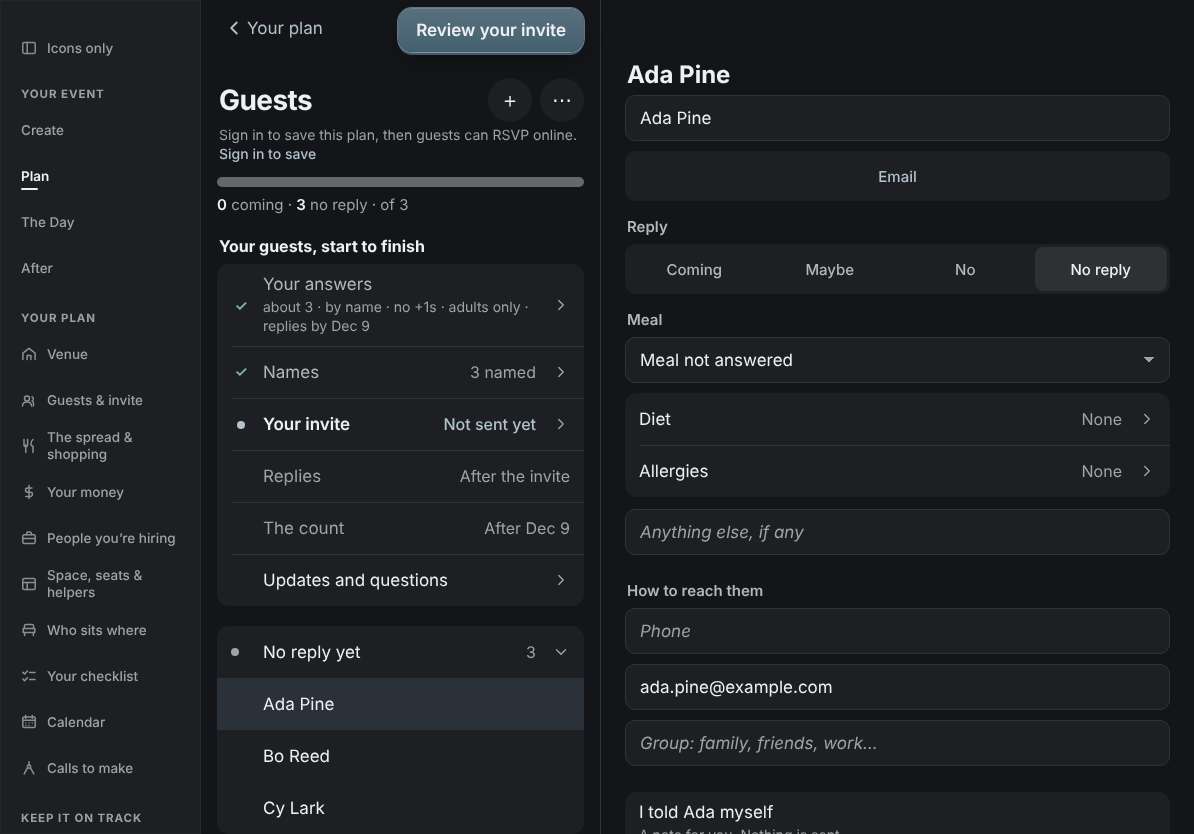 Icons only
YOUR EVENT
Create
Plan
The Day
After
YOUR PLAN
Venue
Guests & invite
The spread &
shopping
Your money
People you’re hiring
Space, seats &
helpers
Who sits where
Your checklist
Calendar
Calls to make
KEEP IT ON TRACK
Your plan
Review your invite
Guests
+
...
Sign in to save this plan, then guests can RSVP online.
Sign in to save
0 coming · 3 no reply · of 3
Your guests, start to finish
Your answers
about 3 · by name · no +1s · adults only ·
replies by Dec 9
Names 3 named
Your invite Not sent yet
Replies After the invite
The count After Dec 9
Updates and questions
No reply yet 3
Ada Pine
Bo Reed
Cy Lark
Ada Pine
Ada Pine
Email
Reply
Coming Maybe No No reply
Meal
Meal not answered
Diet None
Allergies None
Anything else, if any
How to reach them
Phone
ada.pine@example.com
Group: family, friends, work...
I told Ada myself
A note for you. Nothing is sent